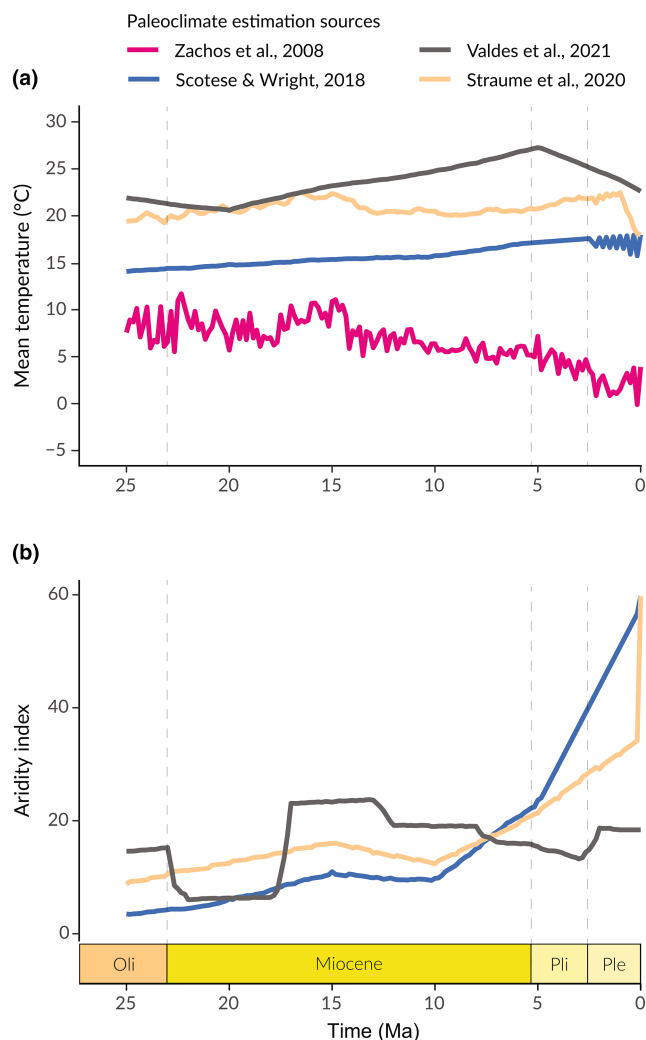 Paleoclimate estimation sources
Zachos et al., 2008 Valdes et al., 2021
Scotese & Wright, 2018 Straume et al., 2020
(a)
30
25
20
15
10
5
0
−5
Mean temperature (°C)
25 20 15 10 5 0
(b)
60
40
20
0
Aridity index
Oli Miocene Pli Ple
25 20 15 10 5 0
Time (Ma)